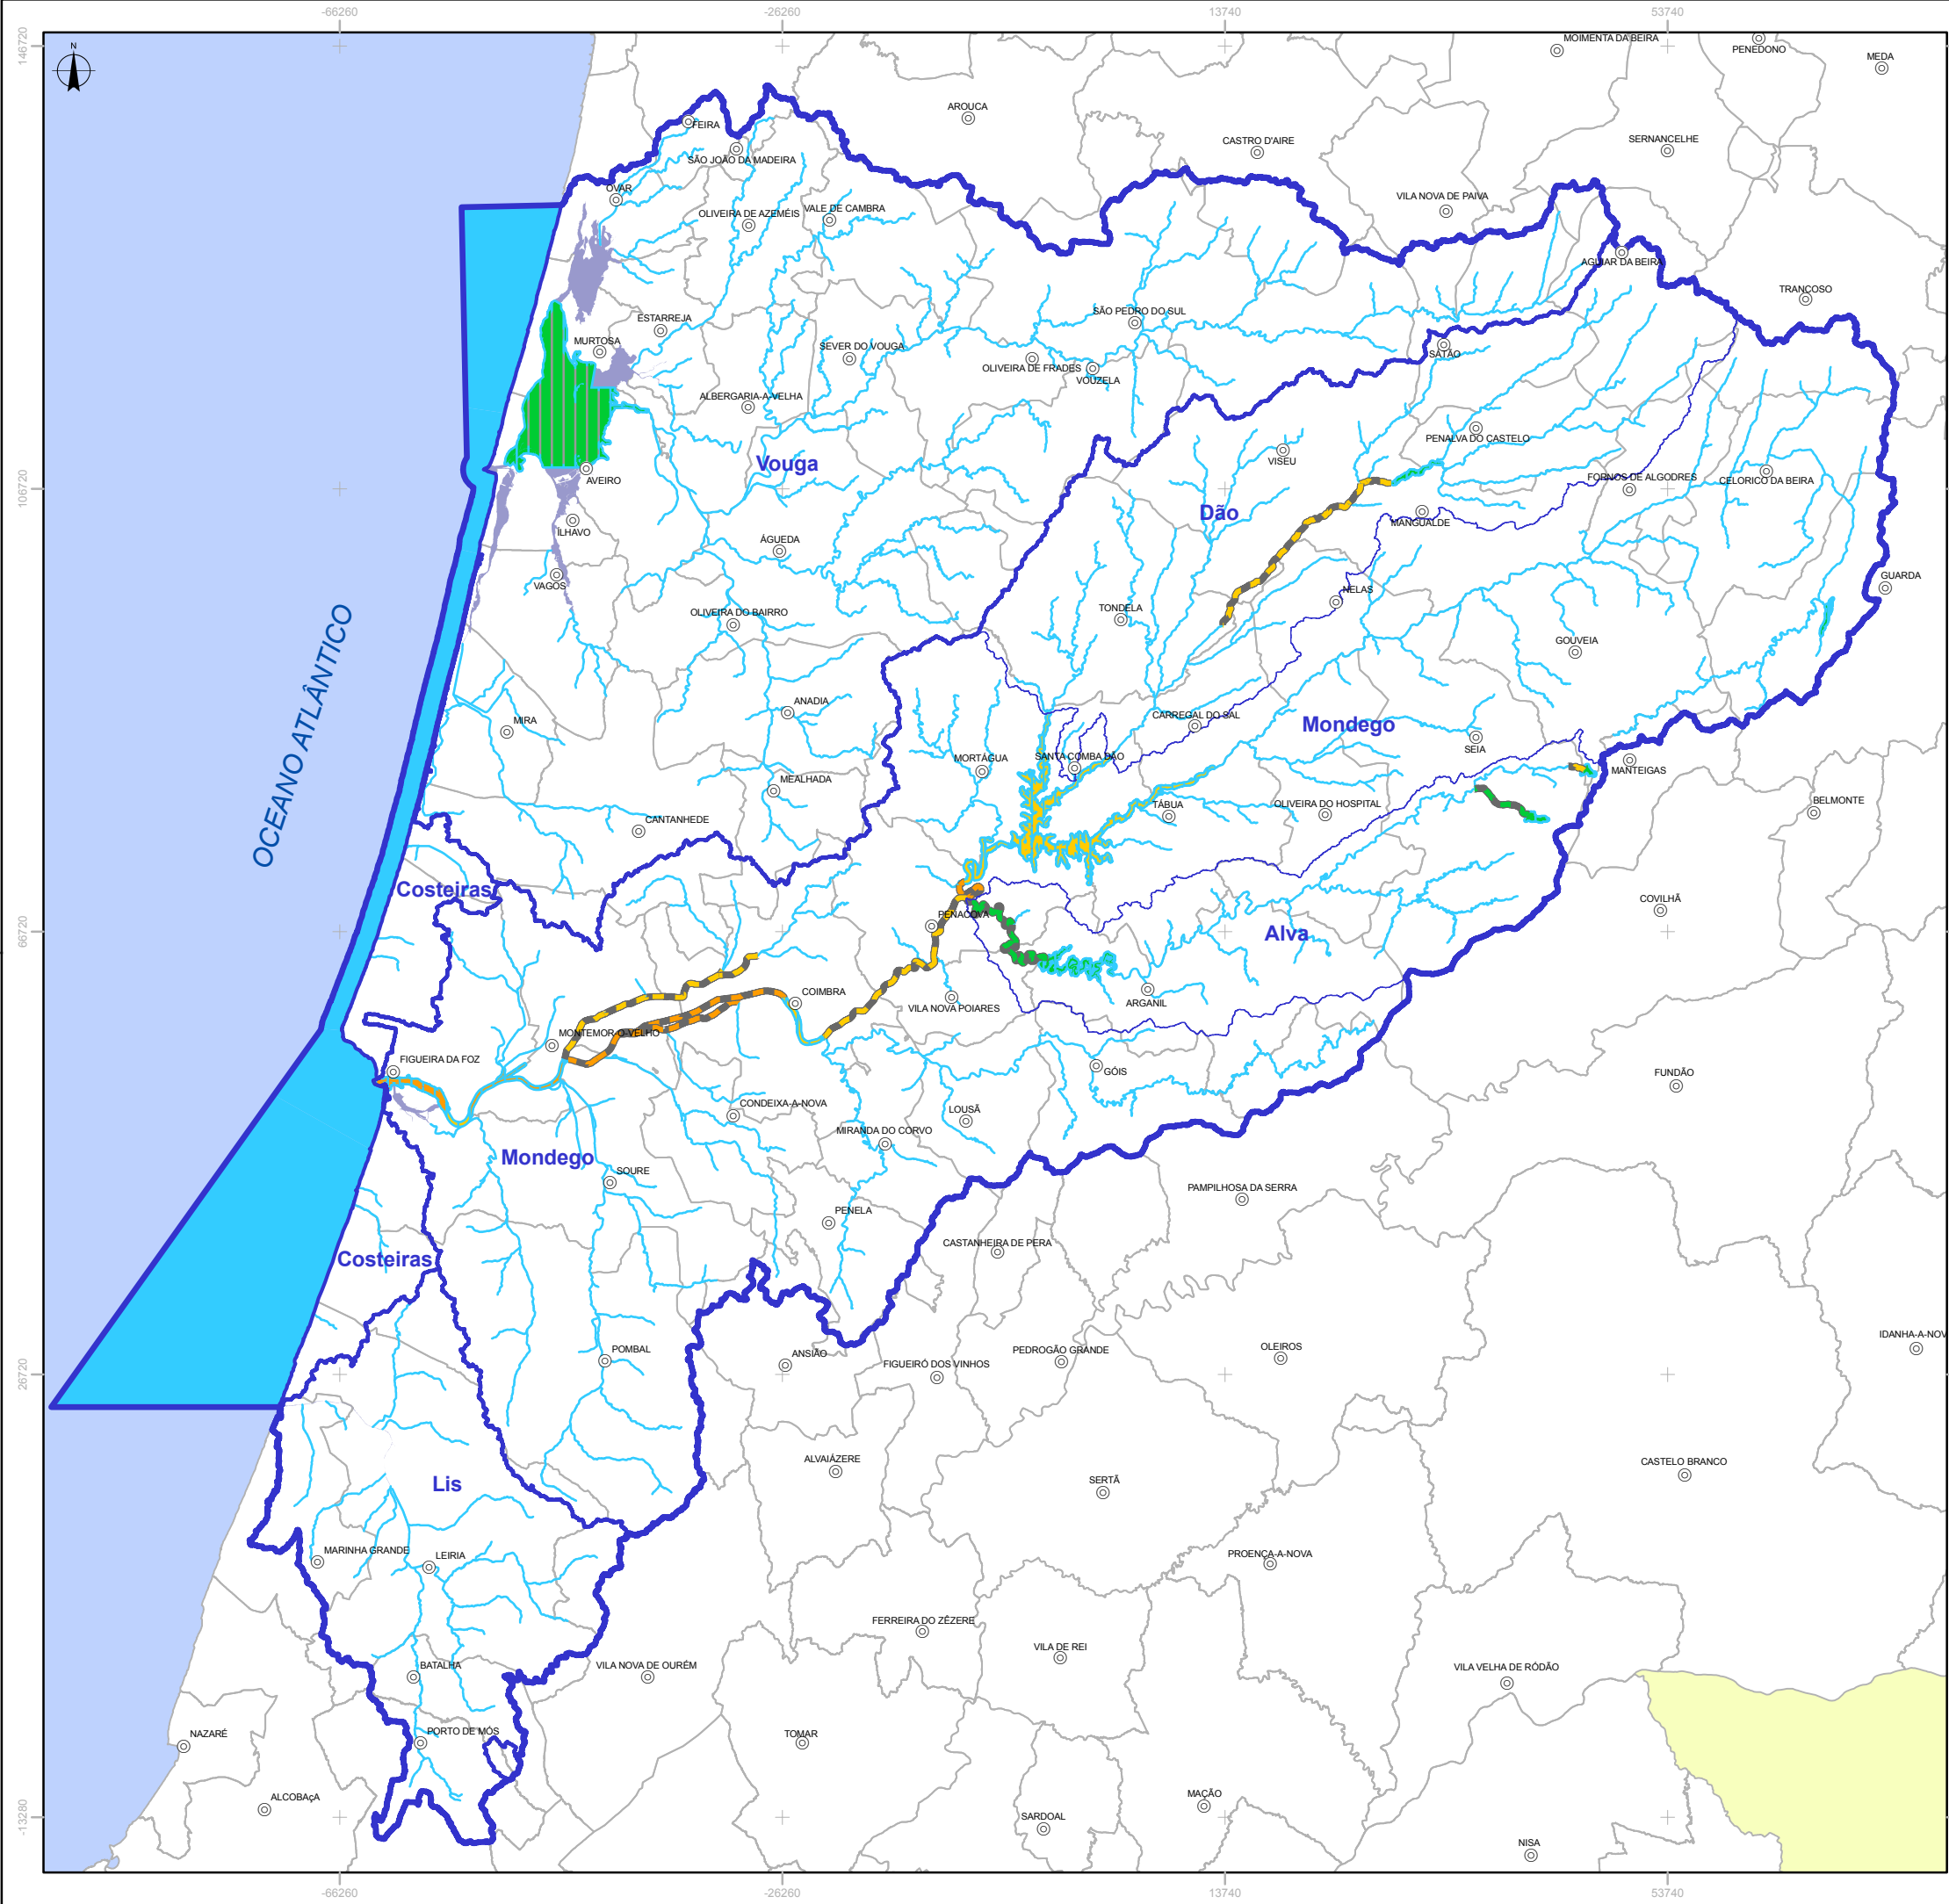 -66260
-26260
13740
53740
146720
N
MOIMENTA DA BEIRA
PENEDONO
MEDA
AROUCA
FEIRA
CASTRO D'AIRE
SERNANCELHE
SÃO JOÃO DA MADEIRA
OVAR
VILA NOVA DE PAIVA
OLIVEIRA DE AZEMÉIS
VALE DE CAMBRA
AGUIAR DA BEIRA
TRANCOSO
ESTARREJA
SÃO PEDRO DO SUL
MURTOSA
SEVER DO VOUGA
OLIVEIRA DE FRADES
VOUZELA
SÁTÃO
ALBERGARIA-A-VELHA
PENALVA DO CASTELO
Vouga
VISEU
106720
AVEIRO
FORNOS DE ALGODRES
CELORICO DA BEIRA
Dão
MANGUALDE
ÍLHAVO
ÁGUEDA
VAGOS
GUARDA
NELAS
OLIVEIRA DO BAIRRO
TONDELA
GOUVEIA
OCEANO ATLÂNTICO
ANADIA
MIRA
CARREGAL DO SAL
Mondego
SEIA
MORTÁGUA
SANTA COMBA DÃO
MANTEIGAS
MEALHADA
TÁBUA
OLIVEIRA DO HOSPITAL
BELMONTE
CANTANHEDE
Costeiras
COVILHÃ
66720
PENACOVA
Alva
COIMBRA
VILA NOVA POIARES
ARGANIL
MONTEMOR-O-VELHO
FIGUEIRA DA FOZ
GÓIS
FUNDÃO
CONDEIXA-A-NOVA
LOUSÃ
MIRANDA DO CORVO
Mondego
SOURE
PAMPILHOSA DA SERRA
PENELA
CASTANHEIRA DE PERA
Costeiras
IDANHA-A-NOV
POMBAL
ANSIÃO
FIGUEIRÓ DOS VINHOS
PEDROGÃO GRANDE
OLEIROS
26720
ALVAIÁZERE
CASTELO BRANCO
Lis
SERTÃ
MARINHA GRANDE
LEIRIA
PROENÇA-A-NOVA
FERREIRA DO ZÊZERE
VILA DE REI
BATALHA
VILA NOVA DE OURÉM
VILA VELHA DE RÓDÃO
NAZARÉ
PORTO DE MÓS
TOMAR
ALCOBAçA
MAÇÃO
-13280
SARDOAL
NISA
-66260
-26260
13740
53740